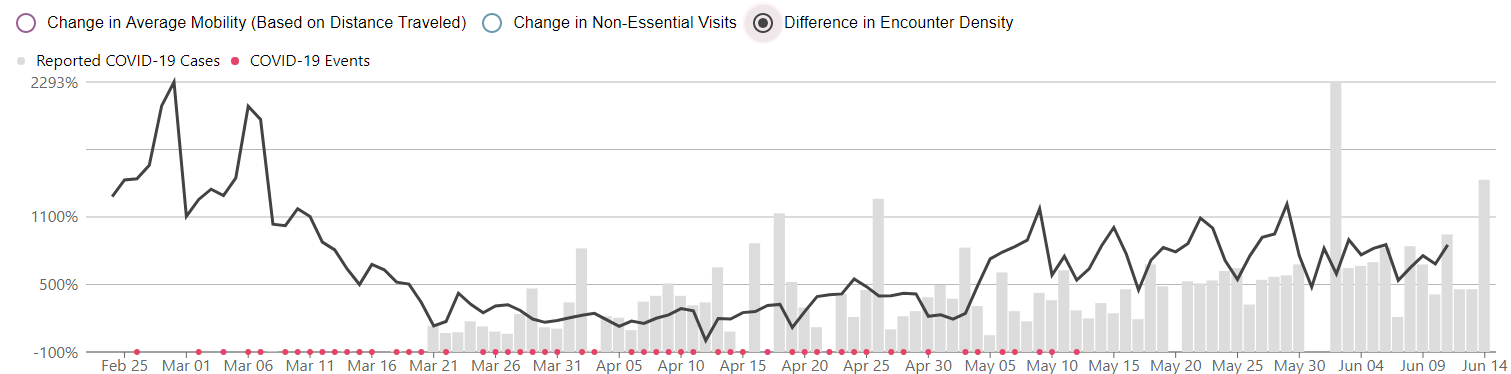 Change in Average Mobility (Based on Distance Traveled) Change in Non-Essential Visits Difference in Encounter Density
Reported COVID-19 Cases COVID-19 Events
2293%
1100%
500%
-100%
Feb 25 Mar 01 Mar 06 Mar 11 Mar 16 Mar 21 Mar 26 Mar 31 Apr 05 Apr 10 Apr 15 Apr 20 Apr 25 Apr 30 May 05 May 10 May 15 May 20 May 25 May 30 Jun 04 Jun 09 Jun 14